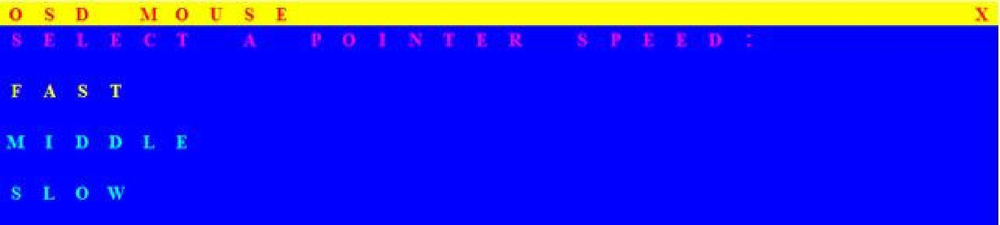 OSD MOUSE X
SELECT A POINTER SPEED:
FAST
MIDDLE
SLOW